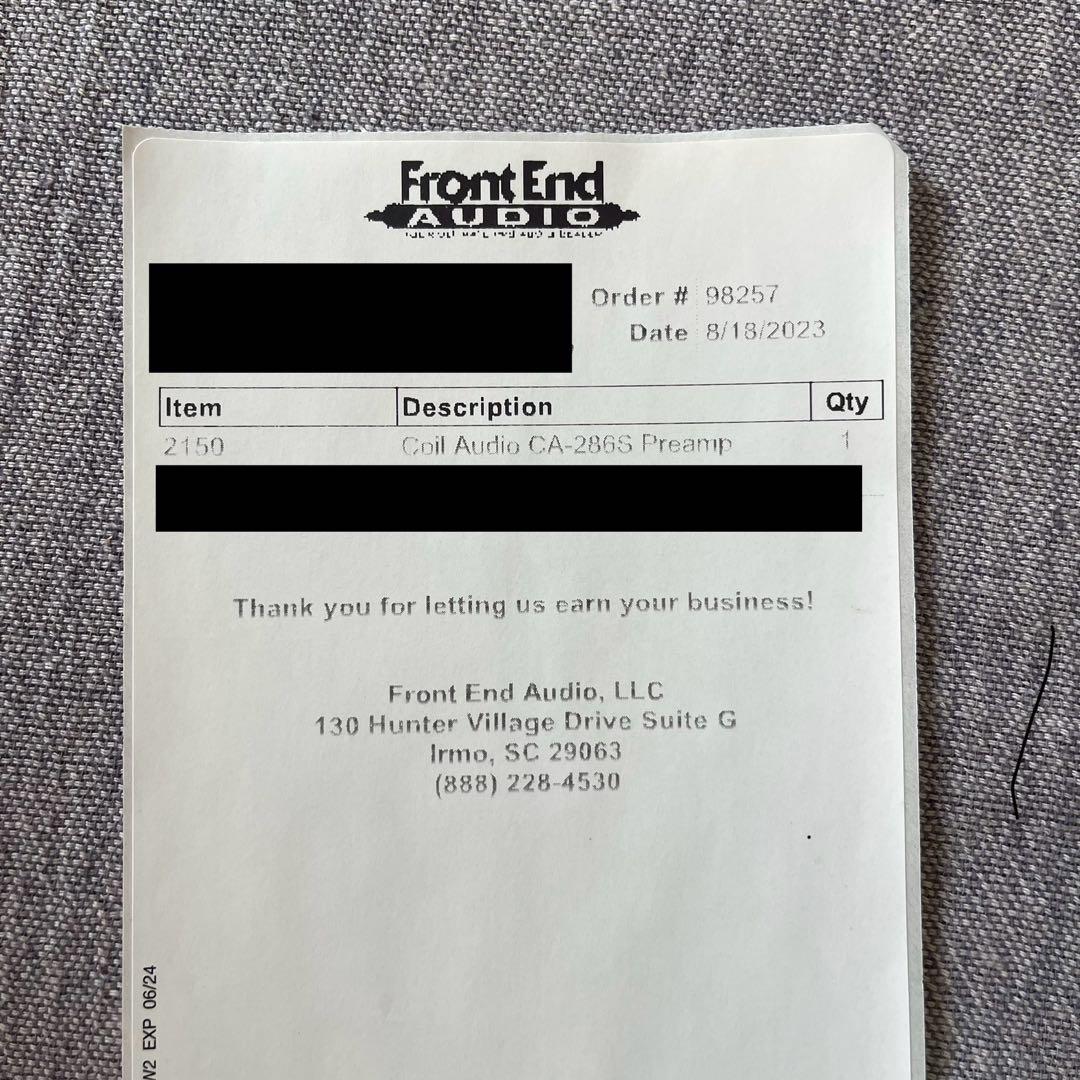 Front End
AUDIO
Order # 98257
Date 8/18/2023
Item Description Qty
2150 Coil Audio CA-286S Preamp 1
Thank you for letting us earn your business!
Front End Audio, LLC
130 Hunter Village Drive Suite G
Irmo, SC 29063
(888) 228-4530
EXP 06/24